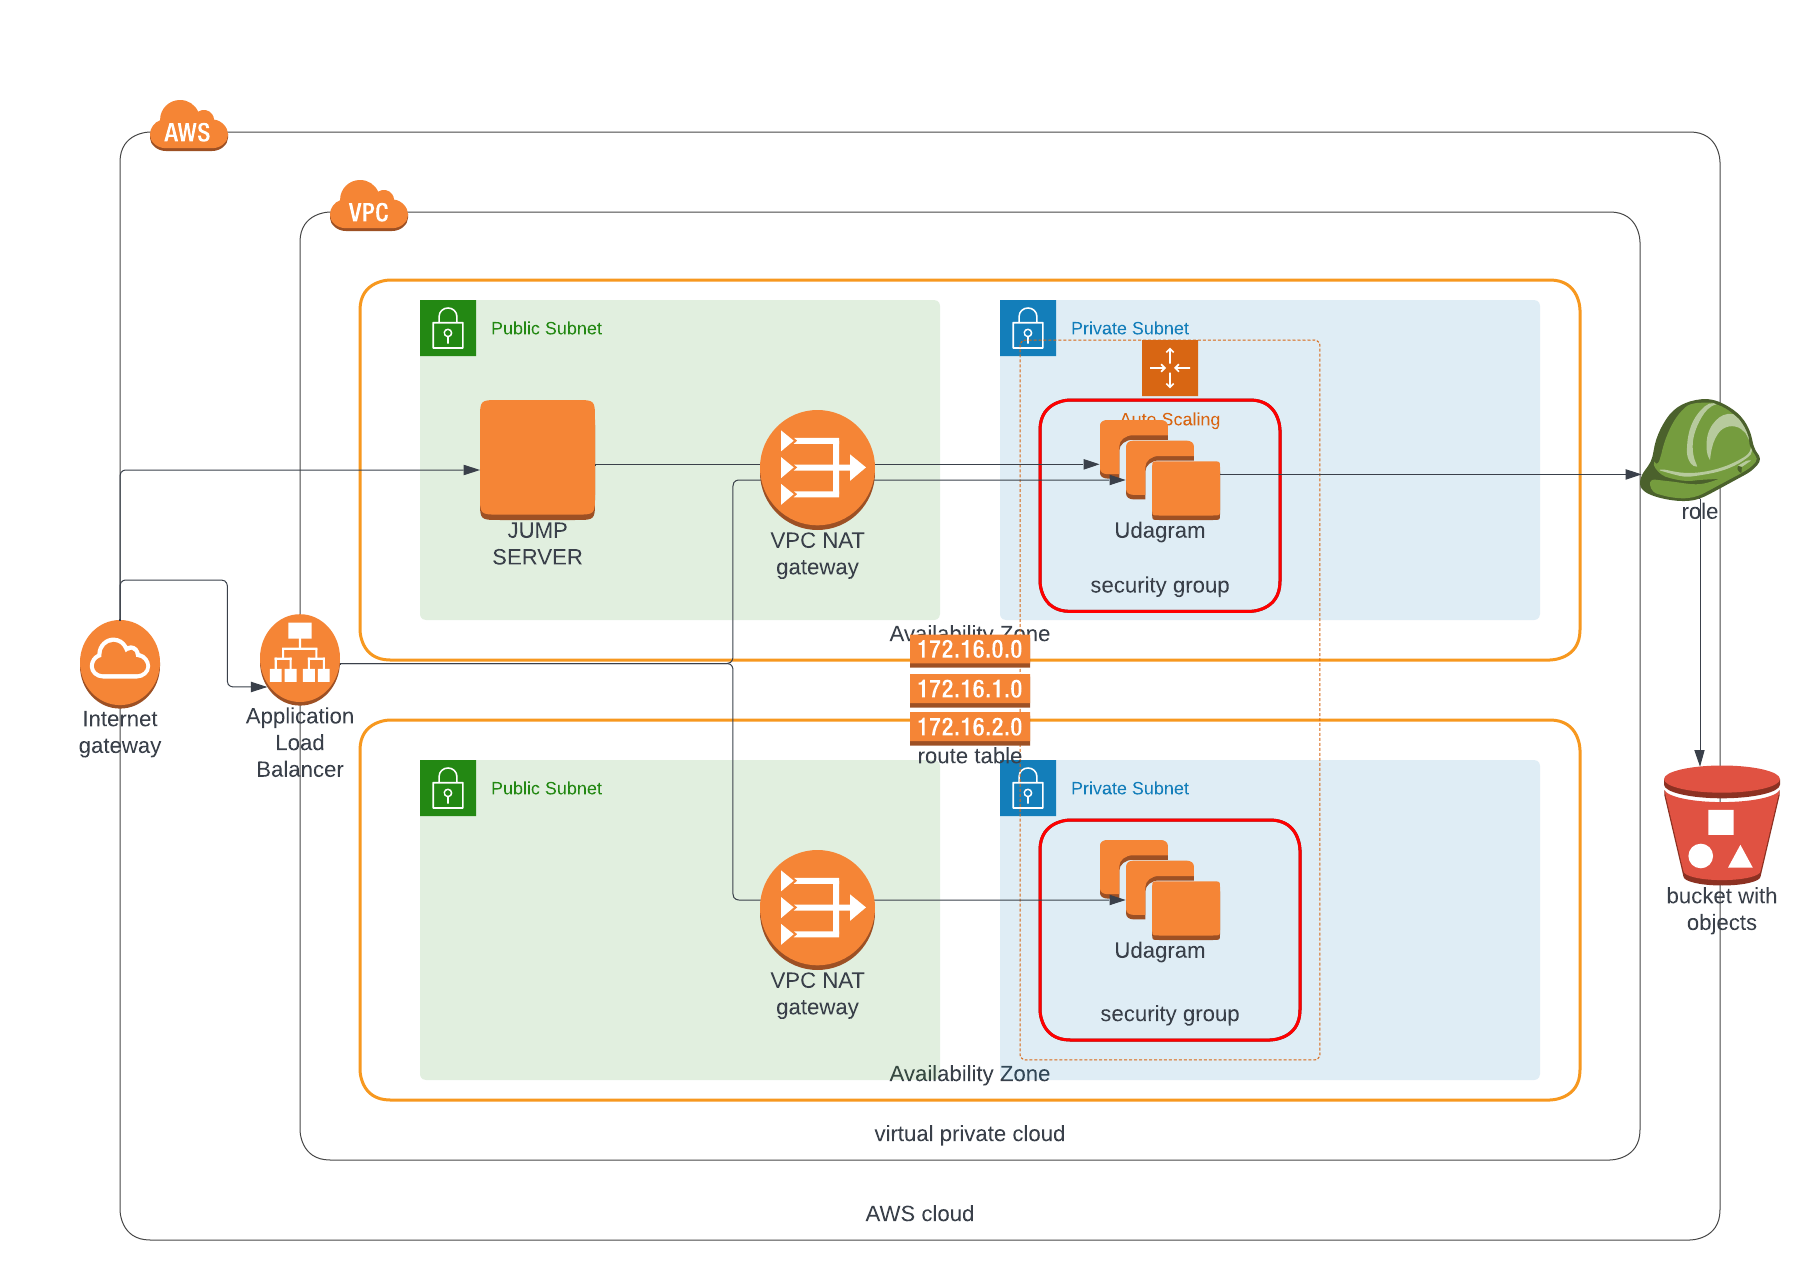 AWS
VPC
Public Subnet
Private Subnet
Auto Scaling
JUMP
SERVER
VPC NAT
gateway
Udagram
security group
role
Availability Zone
172.16.0.0
172.16.1.0
172.16.2.0
route table
Internet
gateway
Application
Load
Balancer
Public Subnet
Private Subnet
VPC NAT
gateway
Udagram
security group
bucket with
objects
Availability Zone
virtual private cloud
AWS cloud